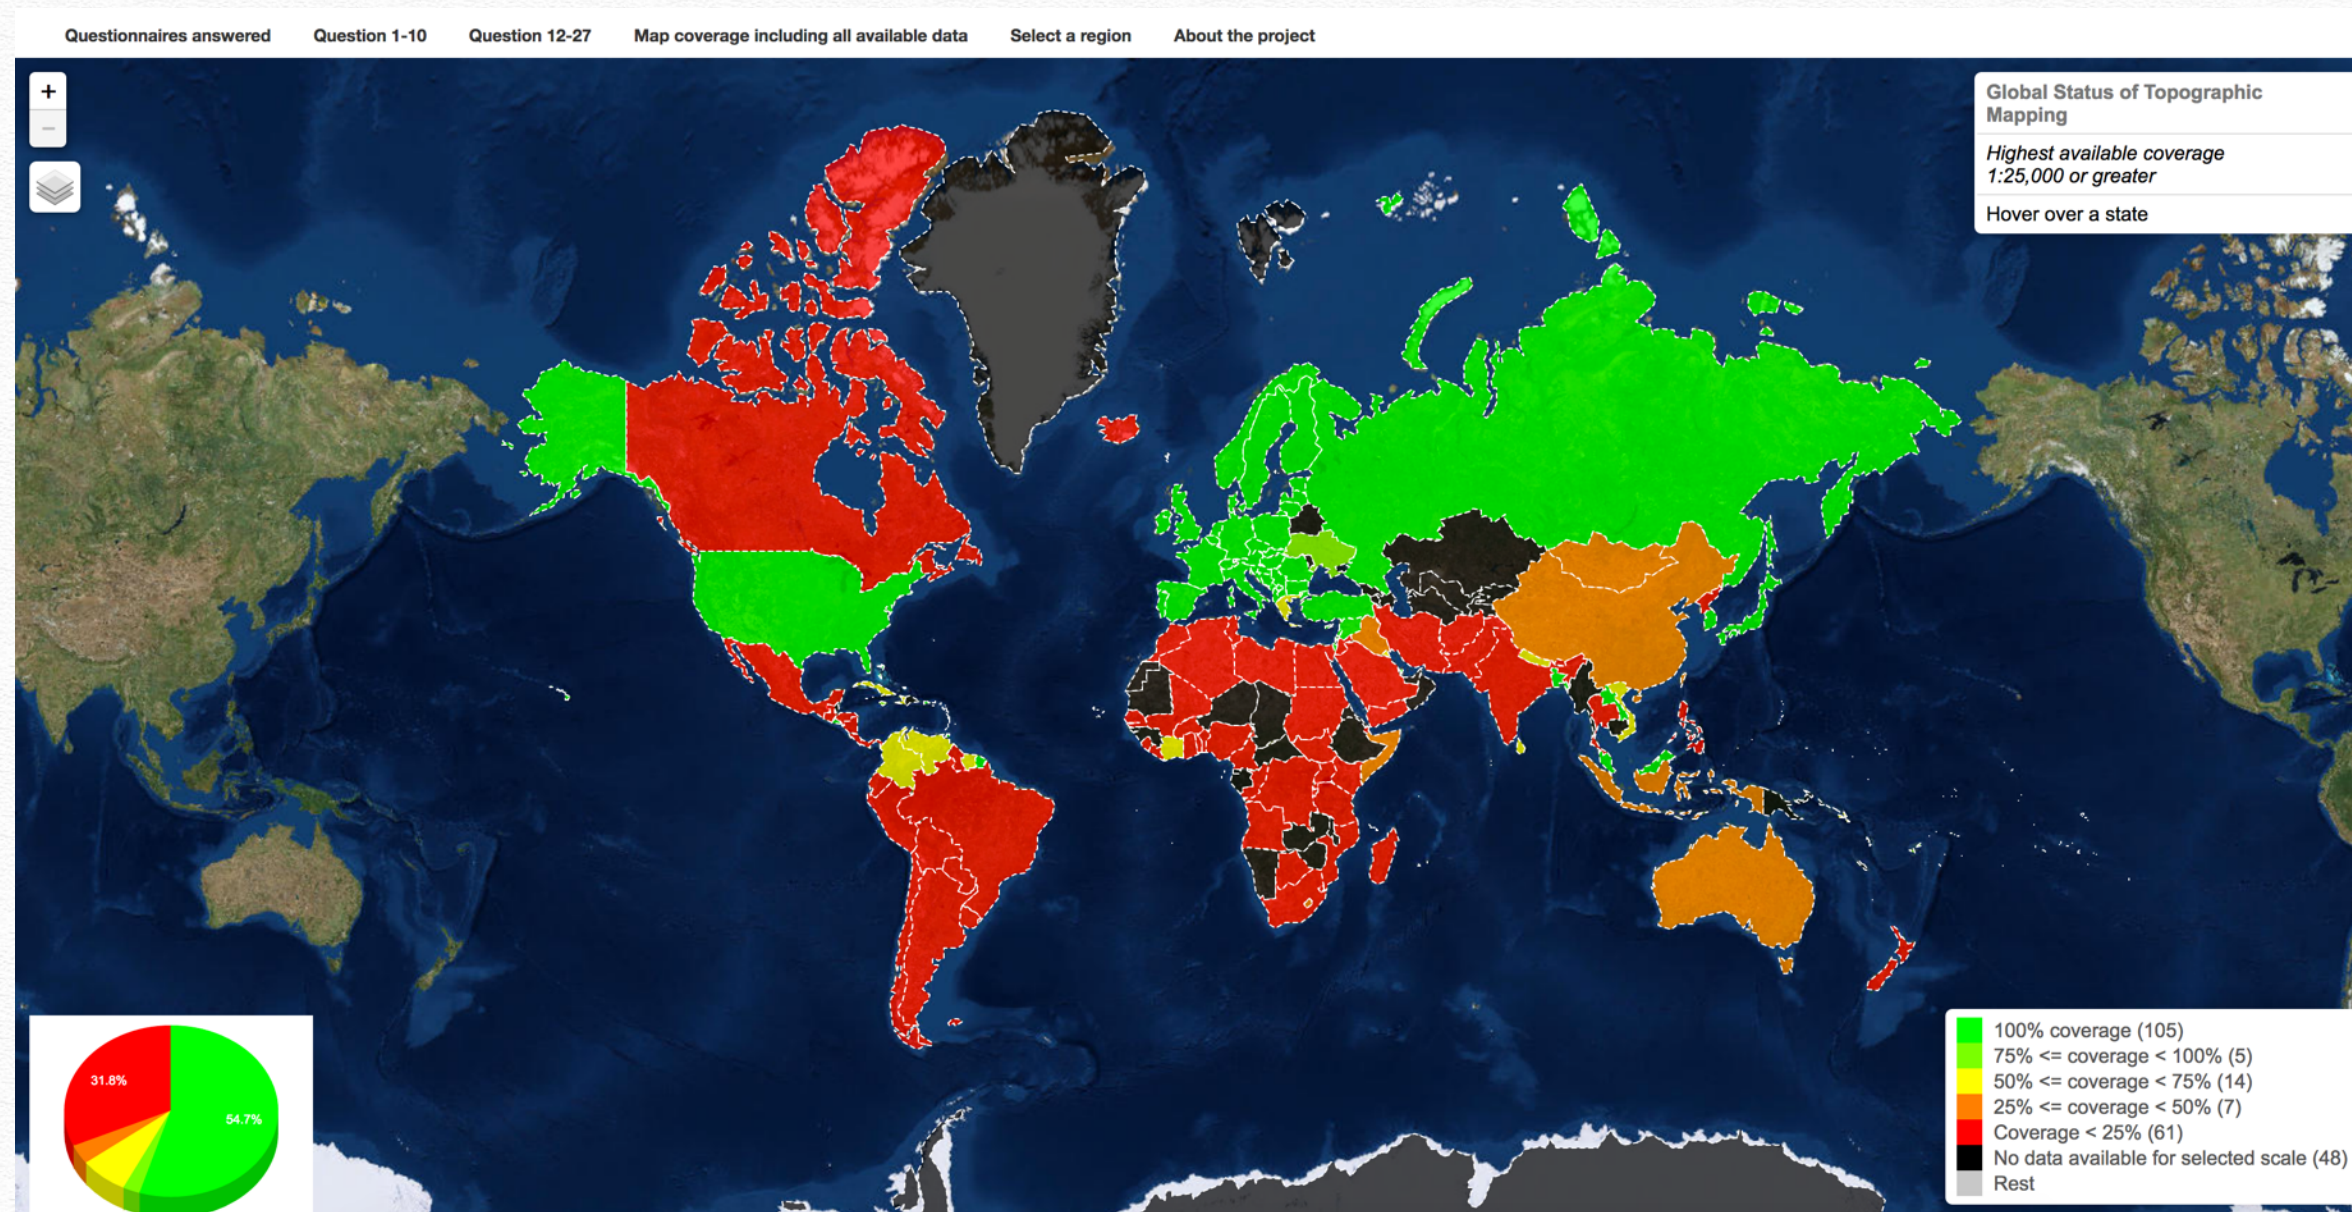 Questionnaires answered Question 1-10 Question 12-27 Map coverage including all available data Select a region About the project
+
−
Global Status of Topographic
Mapping
Highest available coverage
1:25,000 or greater
Hover over a state
31.8%
54.7%
100% coverage (105)
75% <= coverage < 100% (5)
50% <= coverage < 75% (14)
25% <= coverage < 50% (7)
Coverage < 25% (61)
No data available for selected scale (48)
Rest